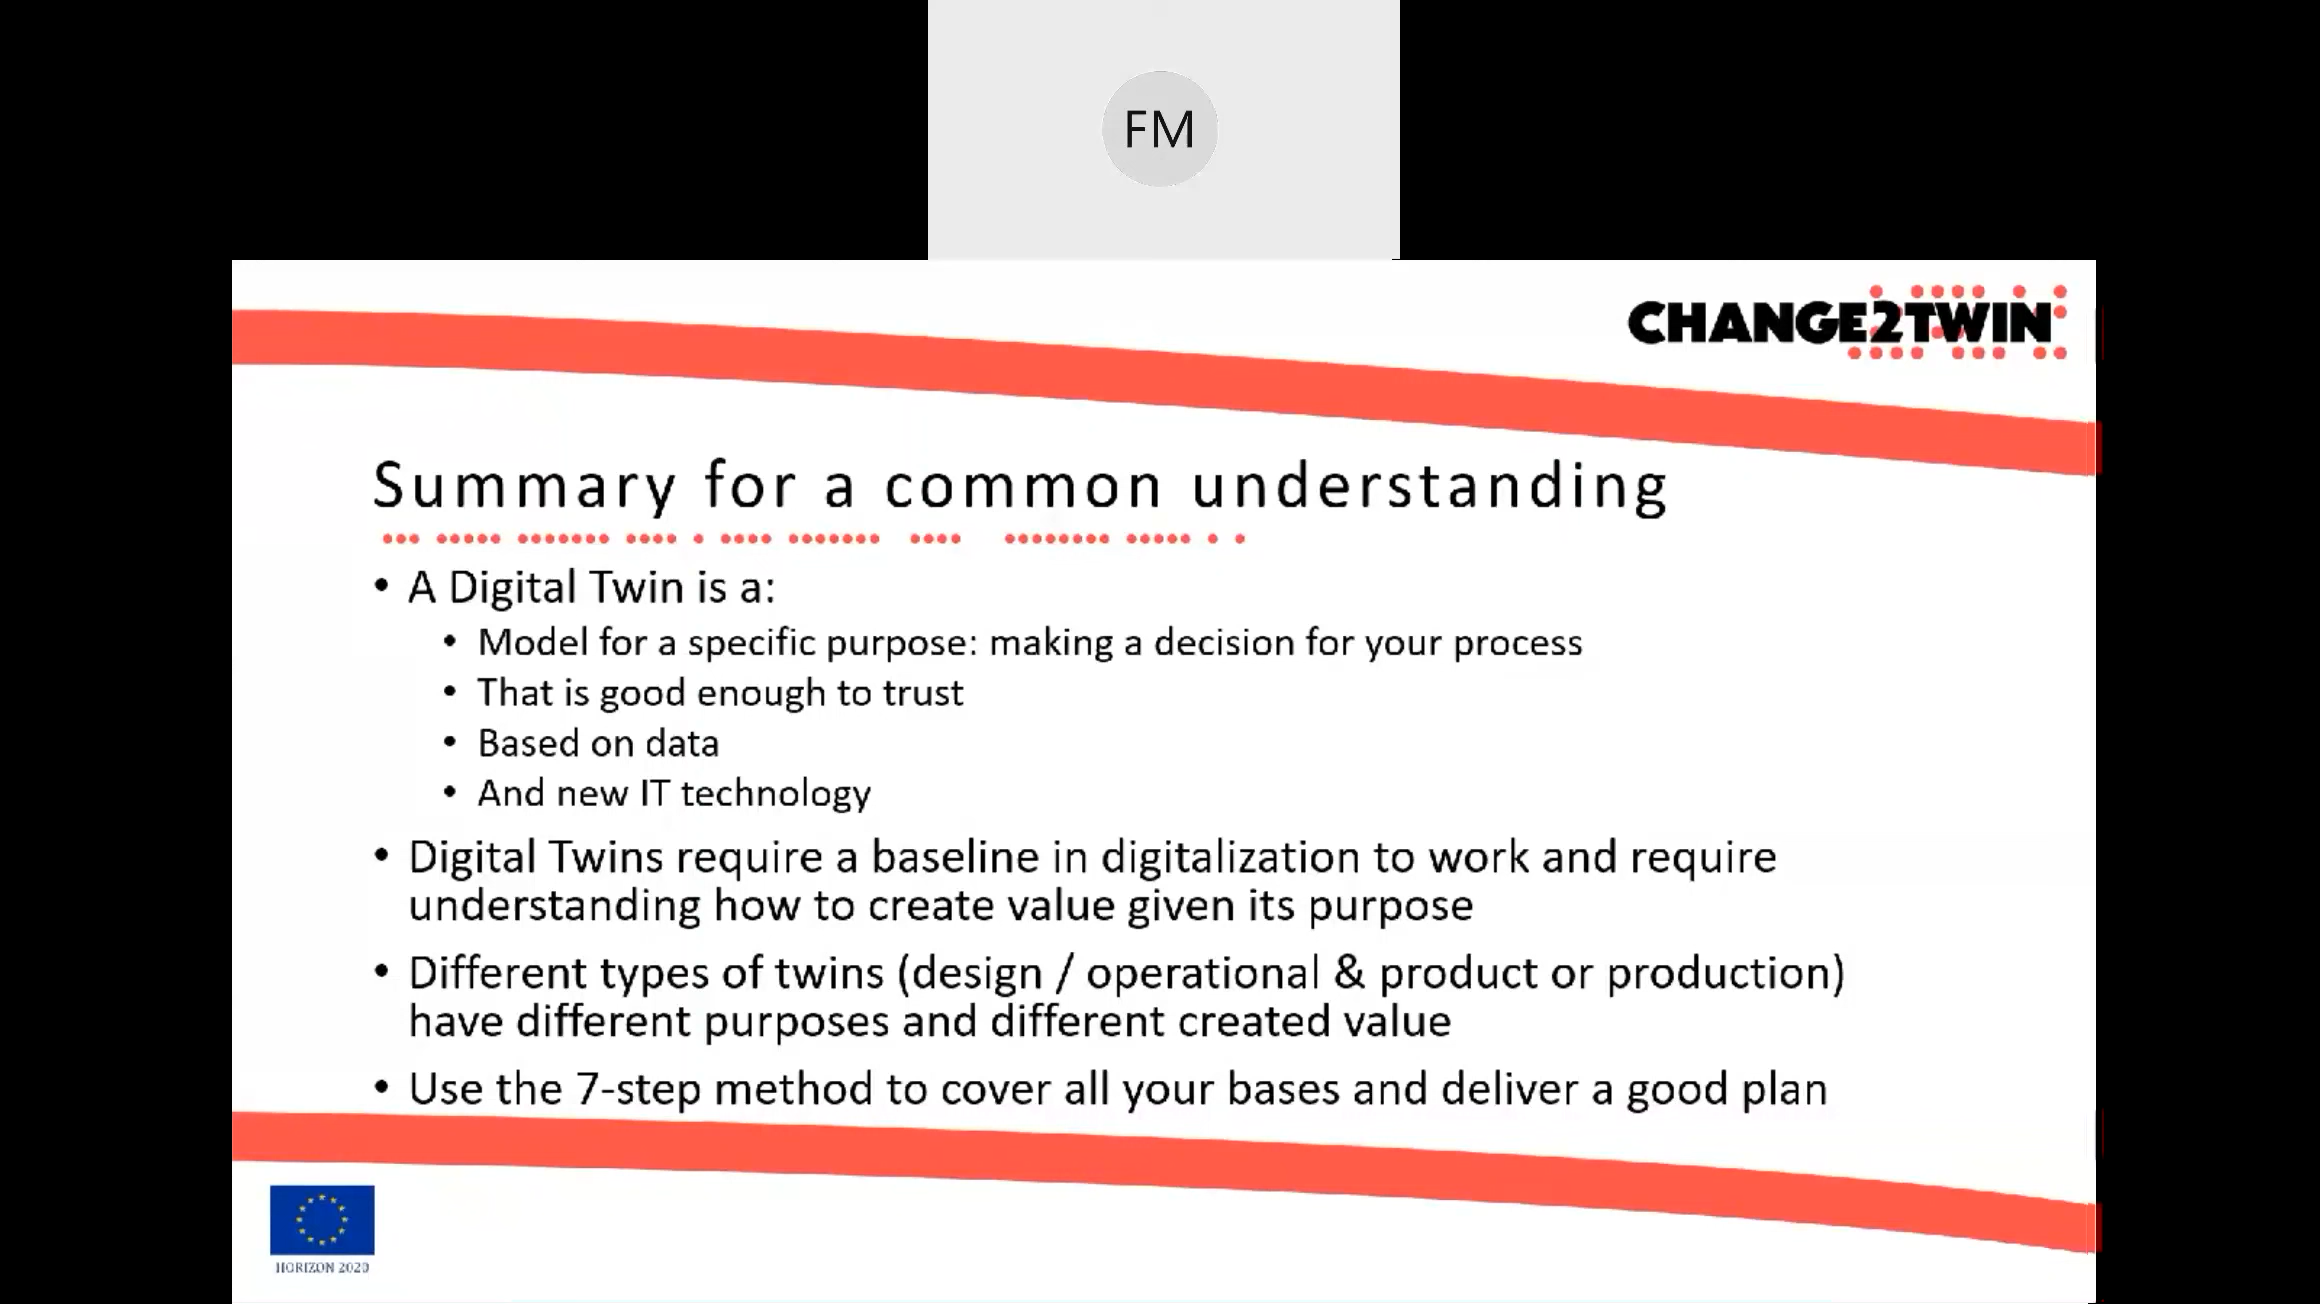 FM
CHANGE2TWIN
Summary for a common understanding
• A Digital Twin is a:
• Model for a specific purpose: making a decision for your process
• That is good enough to trust
• Based on data
• And new IT technology
• Digital Twins require a baseline in digitalization to work and require
understanding how to create value given its purpose
• Different types of twins (design / operational & product or production)
have different purposes and different created value
• Use the 7-step method to cover all your bases and deliver a good plan
HORIZON 2020